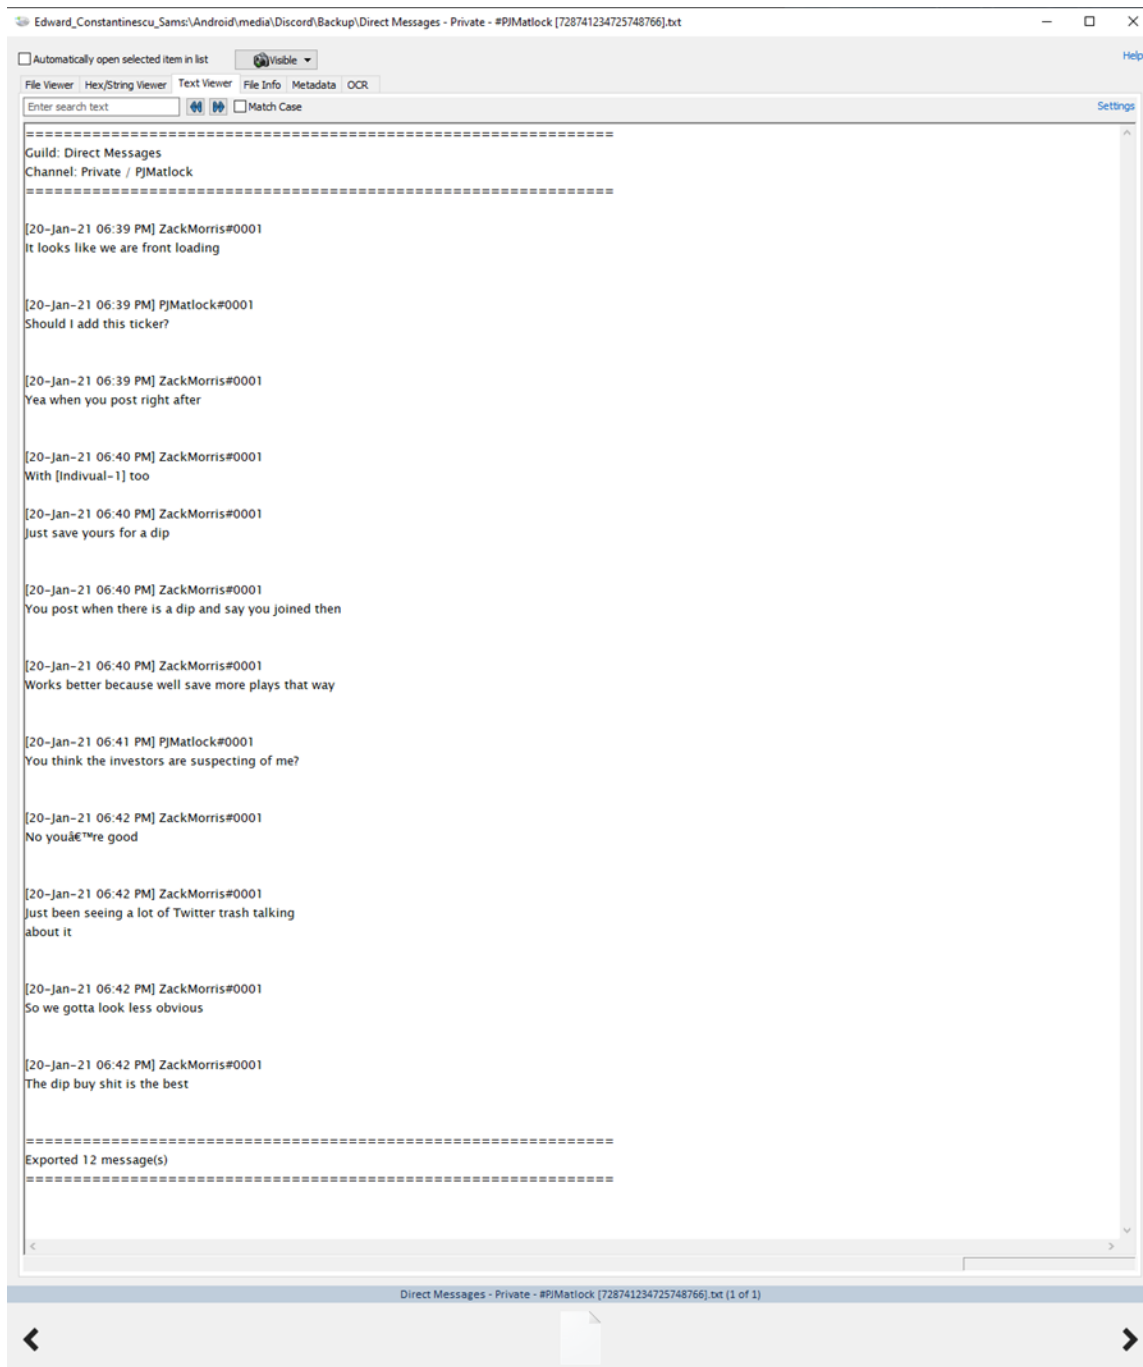 Edward_Constantinescu_Sams:\Android\media\Discord\Backup\Direct Messages - Private - #PJMatlock [728741234725748766].txt
Automatically open selected item in list
Visible
Help
File Viewer Hex/String Viewer Text Viewer File Info Metadata OCR
Enter search text
Match Case
Settings
==============================================================
Guild: Direct Messages
Channel: Private / PJMatlock
==============================================================
[20-Jan-21 06:39 PM] ZackMorris#0001
It looks like we are front loading
[20-Jan-21 06:39 PM] PJMatlock#0001
Should I add this ticker?
[20-Jan-21 06:39 PM] ZackMorris#0001
Yea when you post right after
[20-Jan-21 06:40 PM] ZackMorris#0001
With [Indivual-1] too
[20-Jan-21 06:40 PM] ZackMorris#0001
Just save yours for a dip
[20-Jan-21 06:40 PM] ZackMorris#0001
You post when there is a dip and say you joined then
[20-Jan-21 06:40 PM] ZackMorris#0001
Works better because well save more plays that way
[20-Jan-21 06:41 PM] PJMatlock#0001
You think the investors are suspecting of me?
[20-Jan-21 06:42 PM] ZackMorris#0001
No youâ€™re good
[20-Jan-21 06:42 PM] ZackMorris#0001
Just been seeing a lot of Twitter trash talking
about it
[20-Jan-21 06:42 PM] ZackMorris#0001
So we gotta look less obvious
[20-Jan-21 06:42 PM] ZackMorris#0001
The dip buy shit is the best
==============================================================
Exported 12 message(s)
==============================================================
Direct Messages - Private - #PJMatlock [728741234725748766].txt (1 of 1)